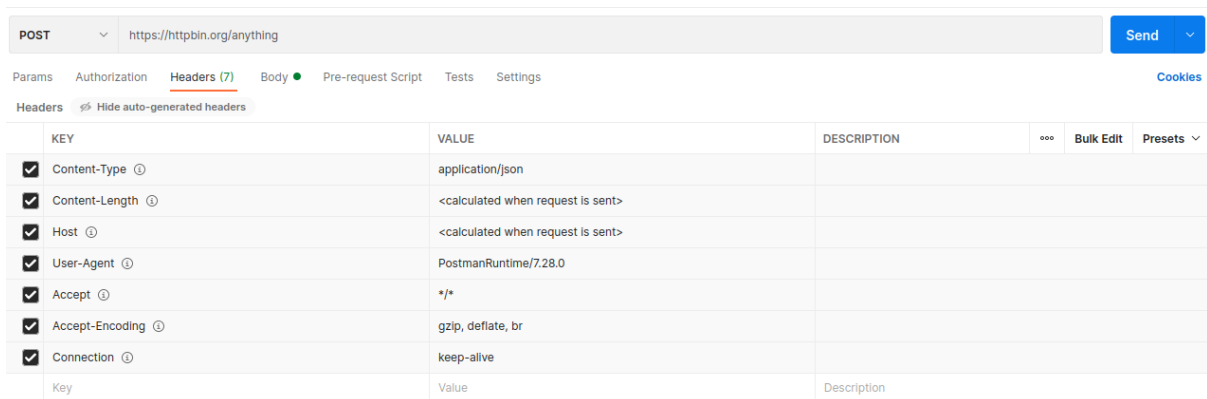 POST https://httpbin.org/anything Send
Params Authorization Headers (7) Body Pre-request Script Tests Settings Cookies
Headers Hide auto-generated headers
KEY VALUE DESCRIPTION ooo Bulk Edit Presets
Content-Type application/json
Content-Length <calculated when request is sent>
Host <calculated when request is sent>
User-Agent PostmanRuntime/7.28.0
Accept */*
Accept-Encoding gzip, deflate, br
Connection keep-alive
Key Value Description